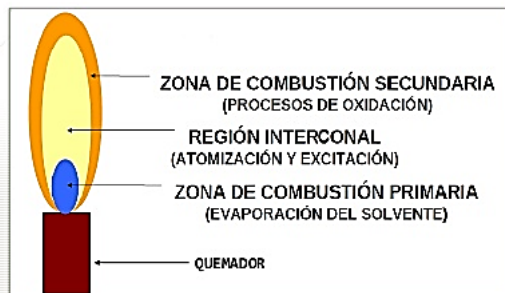 ZONA DE COMBUSTIÓN SECUNDARIA
(PROCESOS DE OXIDACIÓN)
REGIÓN INTERCONAL
(ATOMIZACIÓN Y EXCITACIÓN)
ZONA DE COMBUSTIÓN PRIMARIA
(EVAPORACIÓN DEL SOLVENTE)
QUEMADOR